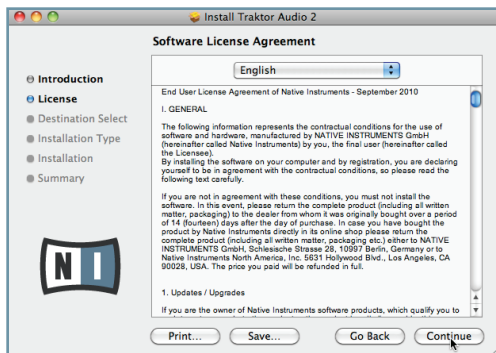 Install Traktor Audio 2
Software License Agreement
Introduction
License
Destination Select
Installation Type
Installation
Summary
NI
English
End User License Agreement of Native Instruments - September 2010
I. GENERAL
The following information represents the contractual conditions for the use of
software and hardware, manufactured by NATIVE INSTRUMENTS GmbH
(hereinafter called Native Instruments) by you, the final user (hereinafter called
the Licensee).
By installing the software on your computer and by registration, you are declaring
yourself to be in agreement with the contractual conditions, so please read the
following text carefully.
If you are not in agreement with these conditions, you must not install the
software. In this event, please return the complete product (including all written
matter, packaging) to the dealer from whom it was originally bought over a period
of 14 (fourteen) days after the day of purchase. In case you have bought the
product by Native Instruments directly in its online shop please return the
complete product (including all written matter, packaging etc.) either to NATIVE
INSTRUMENTS GmbH, Schlesische Strasse 28, 10997 Berlin, Germany or to
Native Instruments North America, Inc. 5631 Hollywood Blvd., Los Angeles, CA
90028, USA. The price you paid will be refunded in full.
1. Updates / Upgrades
If you are the owner of Native Instruments software products, which qualify you to
Print...
Save...
Go Back
Continue